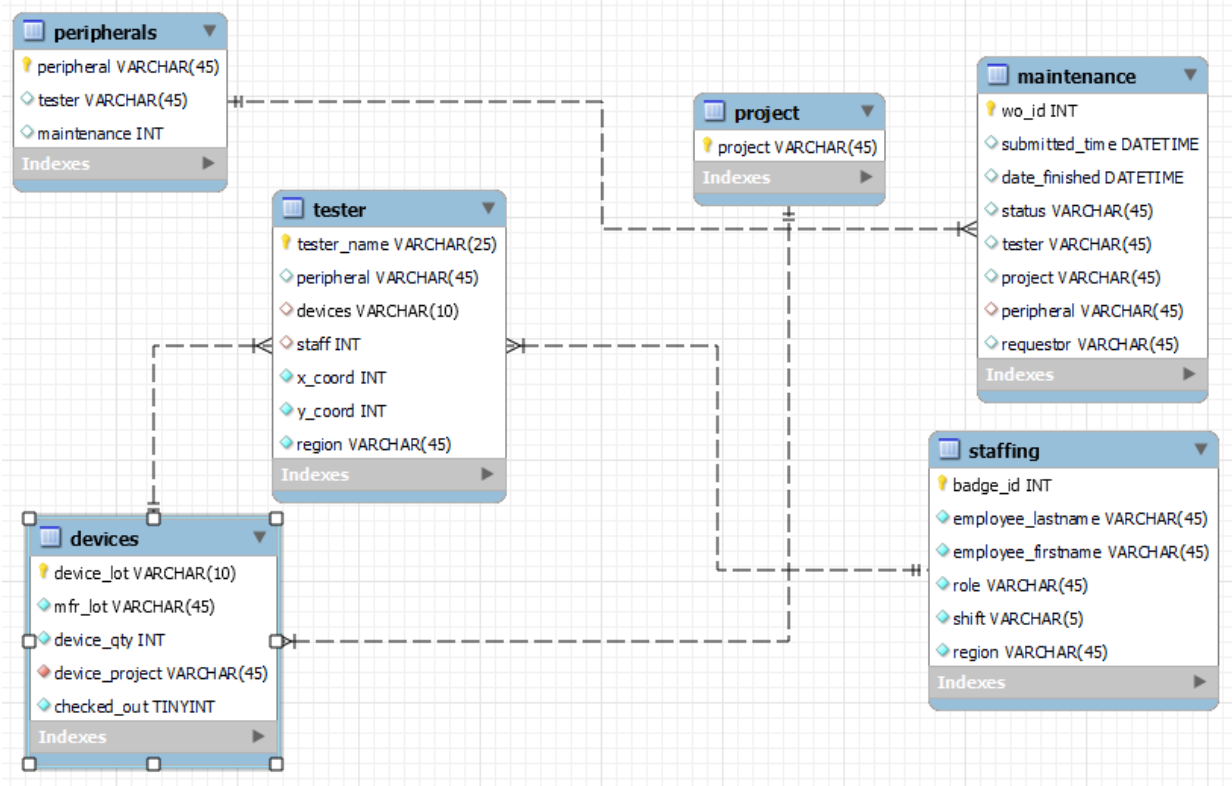 peripherals
peripheral VARCHAR(45)
tester VARCHAR(45)
maintenance INT
Indexes
tester
tester_name VARCHAR(25)
peripheral VARCHAR(45)
devices VARCHAR(10)
staff INT
x_coord INT
y_coord INT
region VARCHAR(45)
Indexes
devices
device_lot VARCHAR(10)
mfr_lot VARCHAR(45)
device_qty INT
device_project VARCHAR(45)
checked_out TINYINT
Indexes
project
project VARCHAR(45)
Indexes
maintenance
wo_id INT
submitted_time DATETIME
date_finished DATETIME
status VARCHAR(45)
tester VARCHAR(45)
project VARCHAR(45)
peripheral VARCHAR(45)
requestor VARCHAR(45)
Indexes
staffing
badge_id INT
employee_lastname VARCHAR(45)
employee_firstname VARCHAR(45)
role VARCHAR(45)
shift VARCHAR(5)
region VARCHAR(45)
Indexes